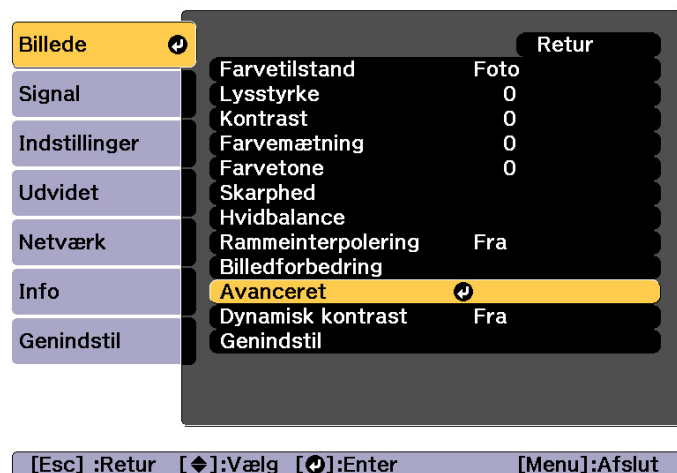 Billede
Signal
Indstillinger
Udvidet
Netværk
Info
Genindstil
Retur
Farvetilstand Foto
Lysstyrke 0
Kontrast 0
Farvemætning 0
Farvetone 0
Skarphed
Hvidbalance
Rammeinterpolering Fra
Billedforbedring
Avanceret
Dynamisk kontrast Fra
Genindstil
[Esc] :Retur [◆]:Vælg [↵]:Enter [Menu]:Afslut